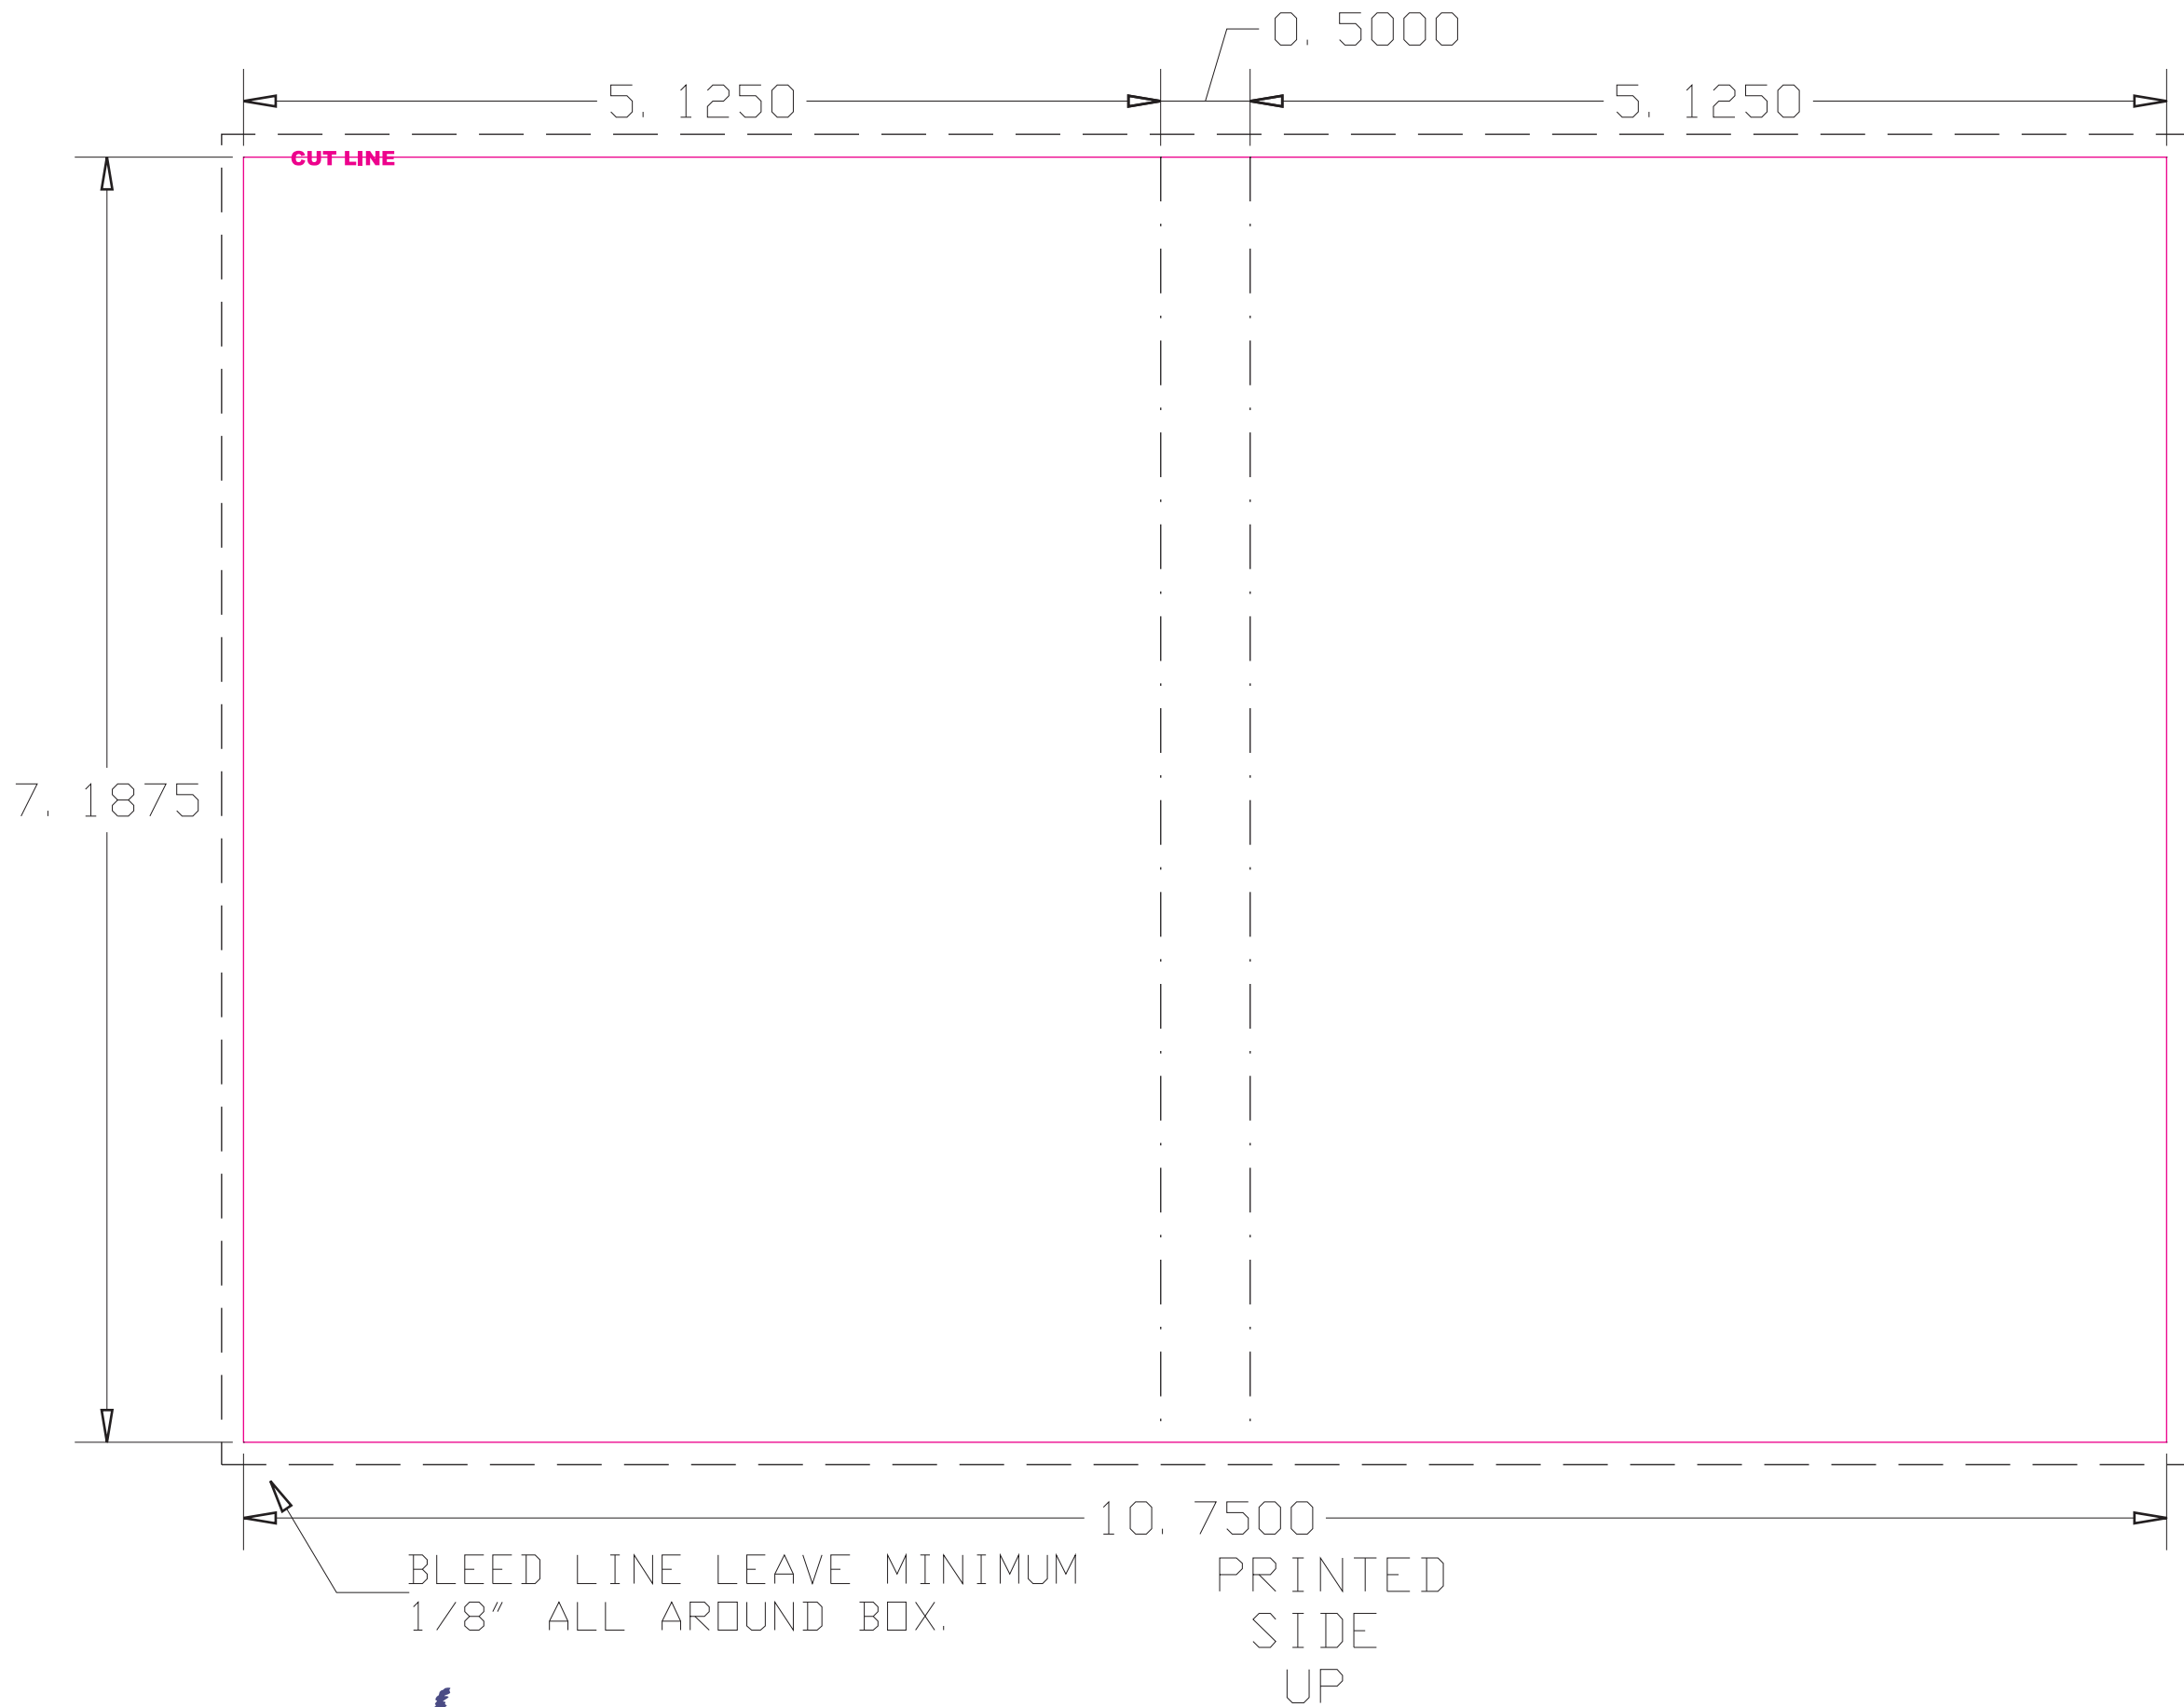 0.5000
5.1250
5.1250
CUT LINE
7.1875
10.7500
BLEED LINE LEAVE MINIMUM
1/8" ALL AROUND BOX.
PRINTED
SIDE
UP